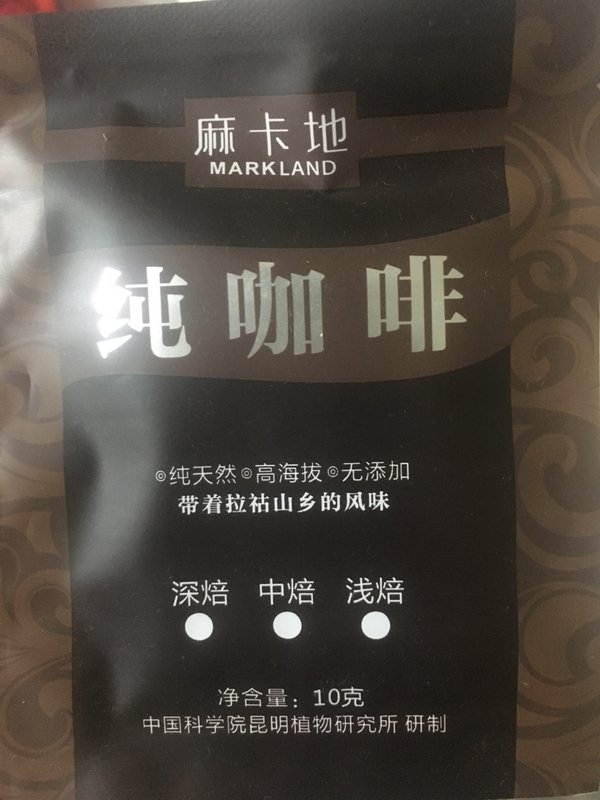 麻卡地
MARKLAND
纯咖啡
◎纯天然◎高海拔◎无添加
带着拉祜山乡的风味
深焙 中焙 浅焙
净含量：10克
中国科学院昆明植物研究所 研制